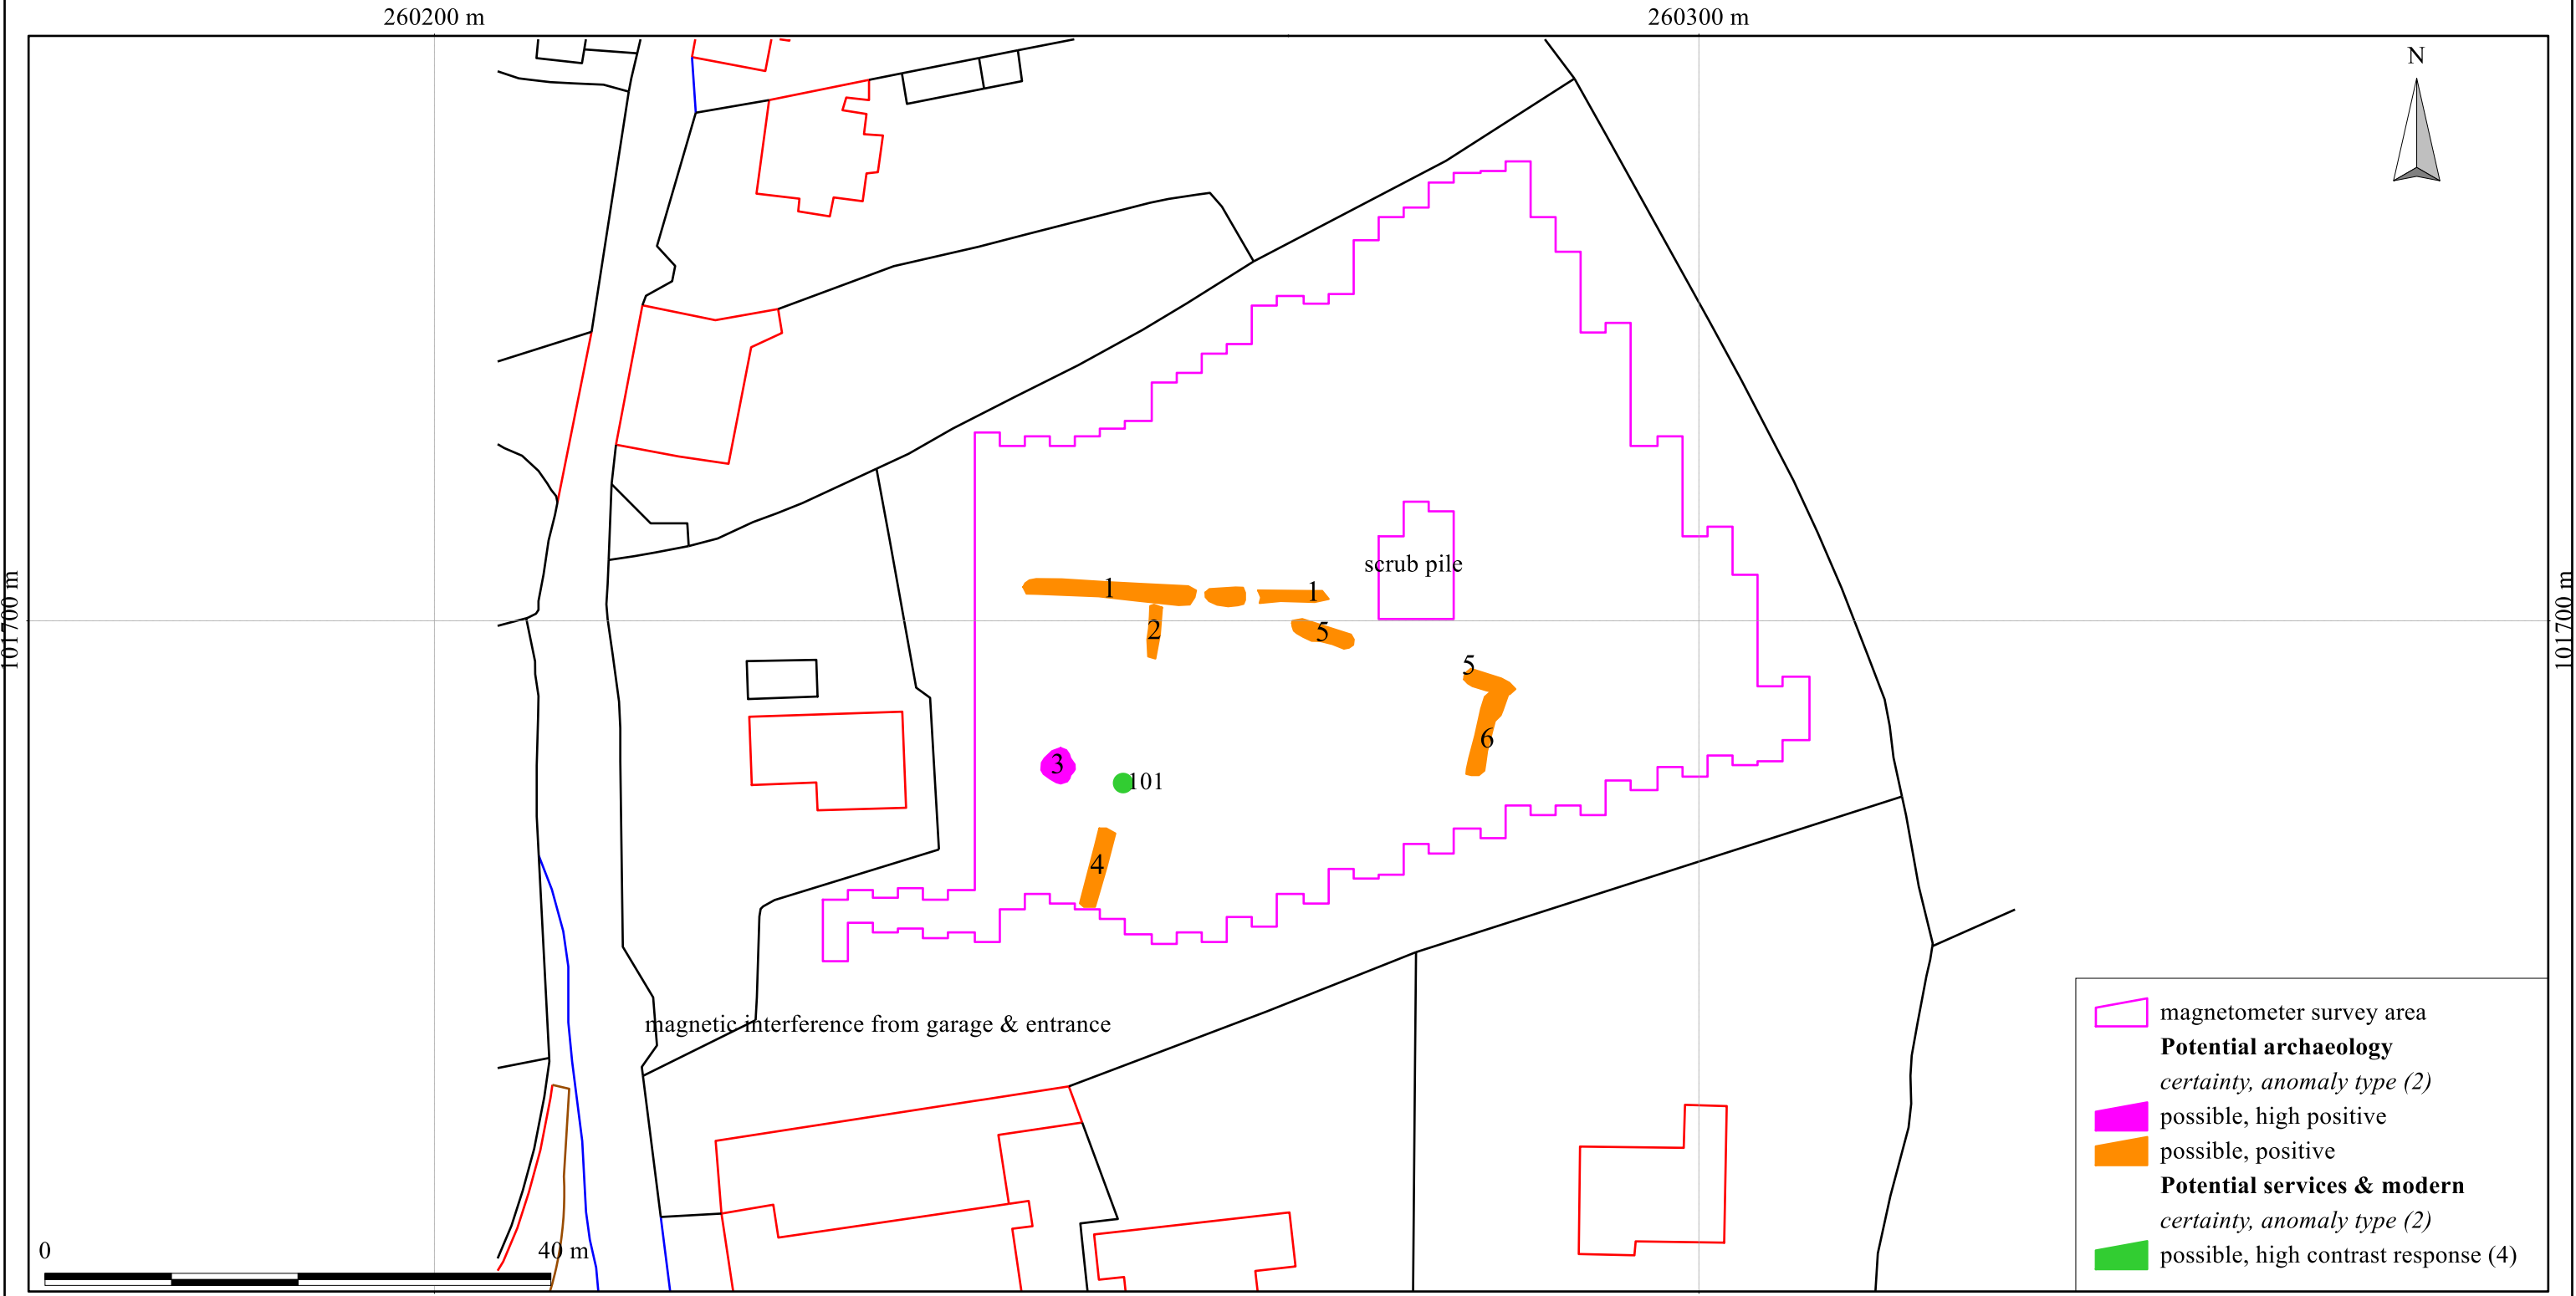 260200 m
260300 m
N
scrub pile
1
1
101700 m
101700 m
2
5
5
6
3
101
4
magnetic interference from garage & entrance
magnetometer survey area
Potential archaeology
certainty, anomaly type (2)
possible, high positive
possible, positive
Potential services & modern
certainty, anomaly type (2)
possible, high contrast response (4)
0
40 m